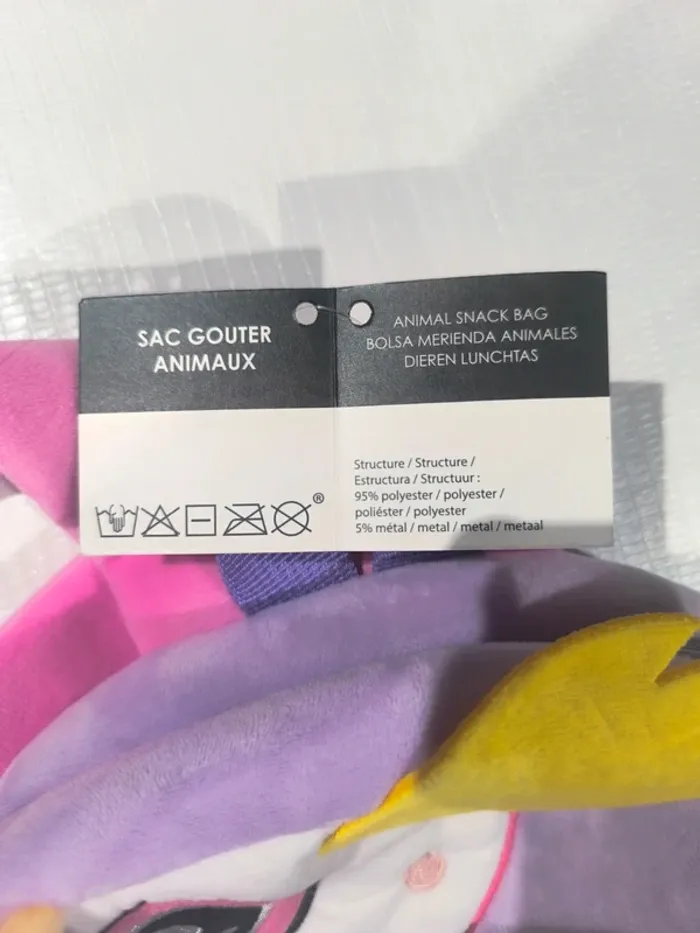 SAC GOUTER
ANIMAUX
®
ANIMAL SNACK BAG
BOLSA MERIENDA ANIMALES
DIEREN LUNCHTAS
Structure / Structure /
Estructura / Structuur :
95% polyester / polyester /
poliéster / polyester
5% métal / metal / metal / metaal